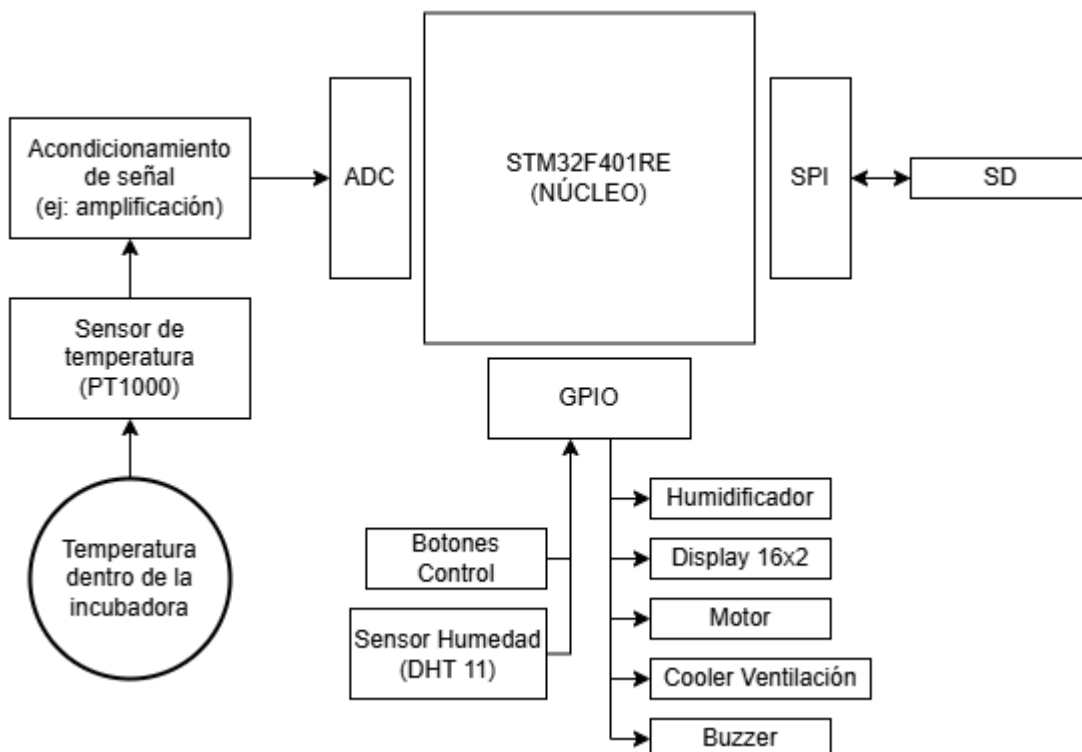 STM32F401RE
(NÚCLEO)
Acondicionamiento
de señal
(ej: amplificación)
ADC
SPI
SD
Sensor de
temperatura
(PT1000)
GPIO
Temperatura
dentro de la
incubadora
Botones
Control
Sensor Humedad
(DHT 11)
Humidificador
Display 16x2
Motor
Cooler Ventilación
Buzzer